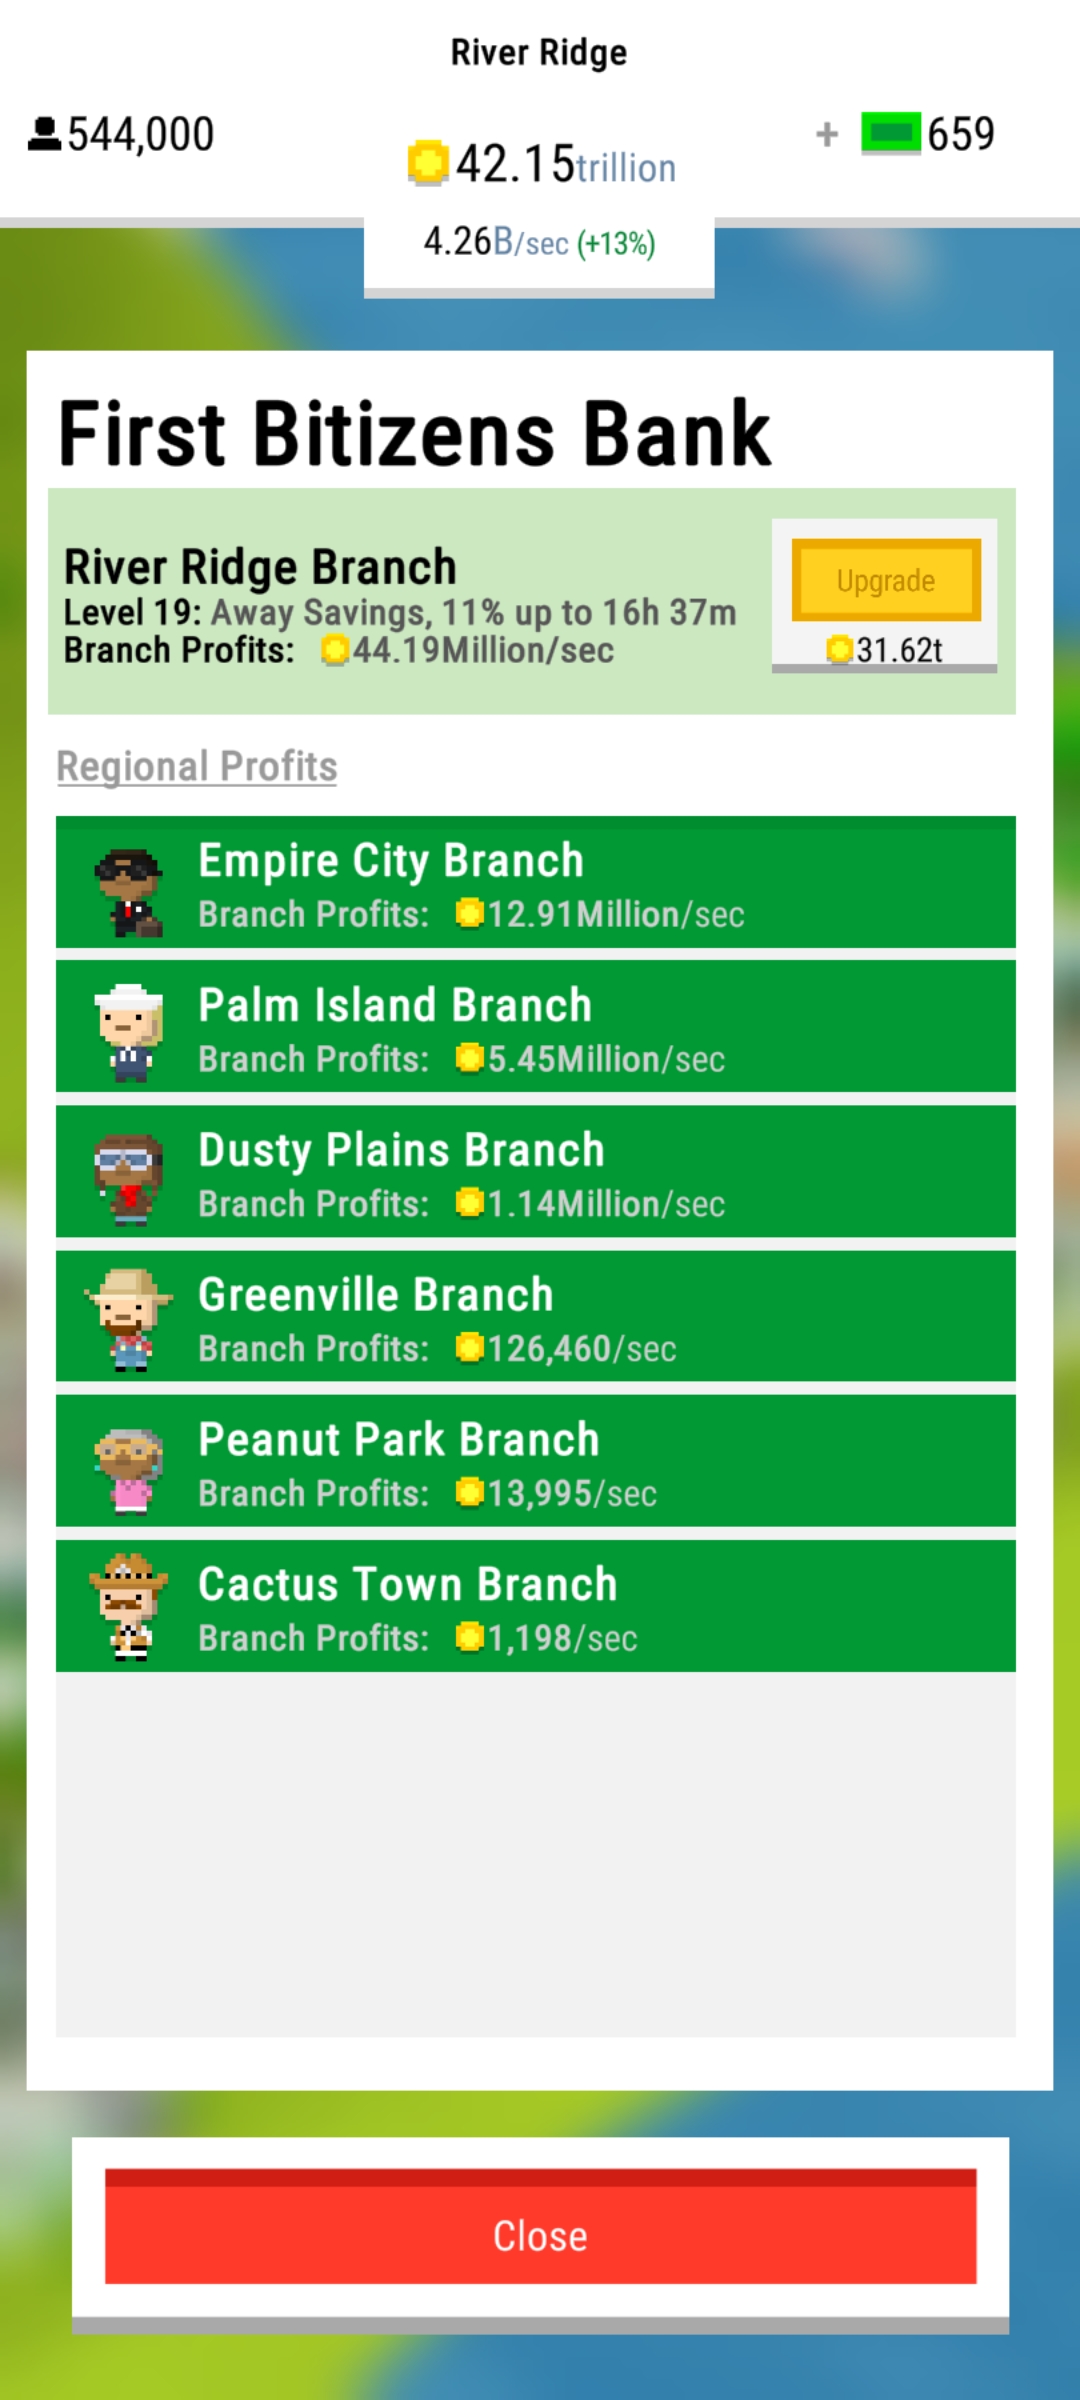 River Ridge
544,000
42.15trillion
+ 659
4.26B/sec (+13%)
First Bitizens Bank
River Ridge Branch
Level 19: Away Savings, 11% up to 16h 37m
Branch Profits: 44.19Million/sec
Upgrade
31.62t
Regional Profits
Empire City Branch
Branch Profits: 12.91Million/sec
Palm Island Branch
Branch Profits: 5.45Million/sec
Dusty Plains Branch
Branch Profits: 1.14Million/sec
Greenville Branch
Branch Profits: 126,460/sec
Peanut Park Branch
Branch Profits: 13,995/sec
Cactus Town Branch
Branch Profits: 1,198/sec
Close